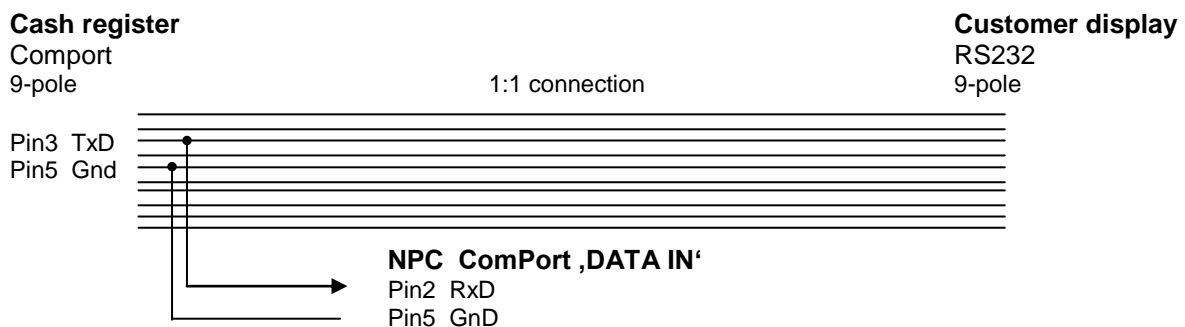 Cash register
Comport
9-pole
1:1 connection
Customer display
RS232
9-pole
Pin3 TxD
Pin5 Gnd
NPC ComPort ‚DATA IN‘
Pin2 RxD
Pin5 GnD